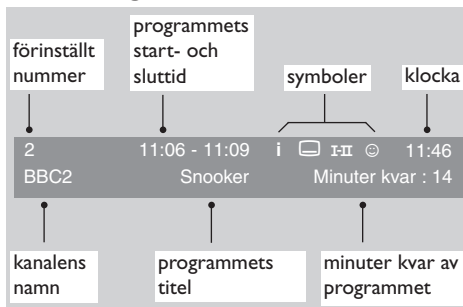 förinställt
nummer
programmets
start- och
sluttid
symboler
klocka
2 11:06 - 11:09 i I-II ☺ 11:46
BBC2 Snooker Minuter kvar : 14
kanalens
namn
programmets
titel
minuter kvar av
programmet